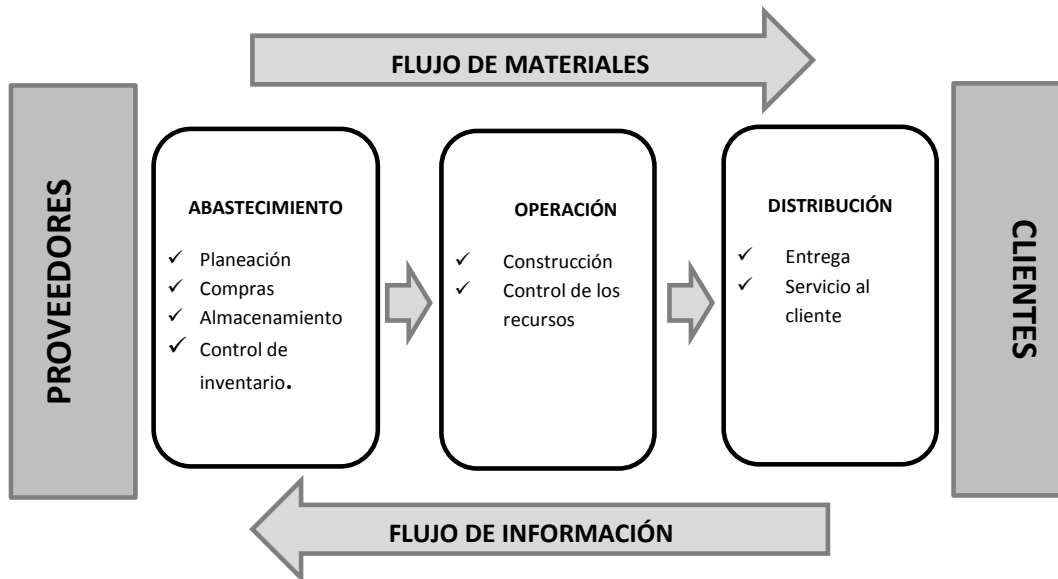 FLUJO DE MATERIALES
PROVEEDORES
ABASTECIMIENTO
✓ Planeación
✓ Compras
✓ Almacenamiento
✓ Control de
inventario.
OPERACIÓN
✓ Construcción
✓ Control de los
recursos
DISTRIBUCIÓN
✓ Entrega
✓ Servicio al
cliente
CLIENTES
FLUJO DE INFORMACIÓN